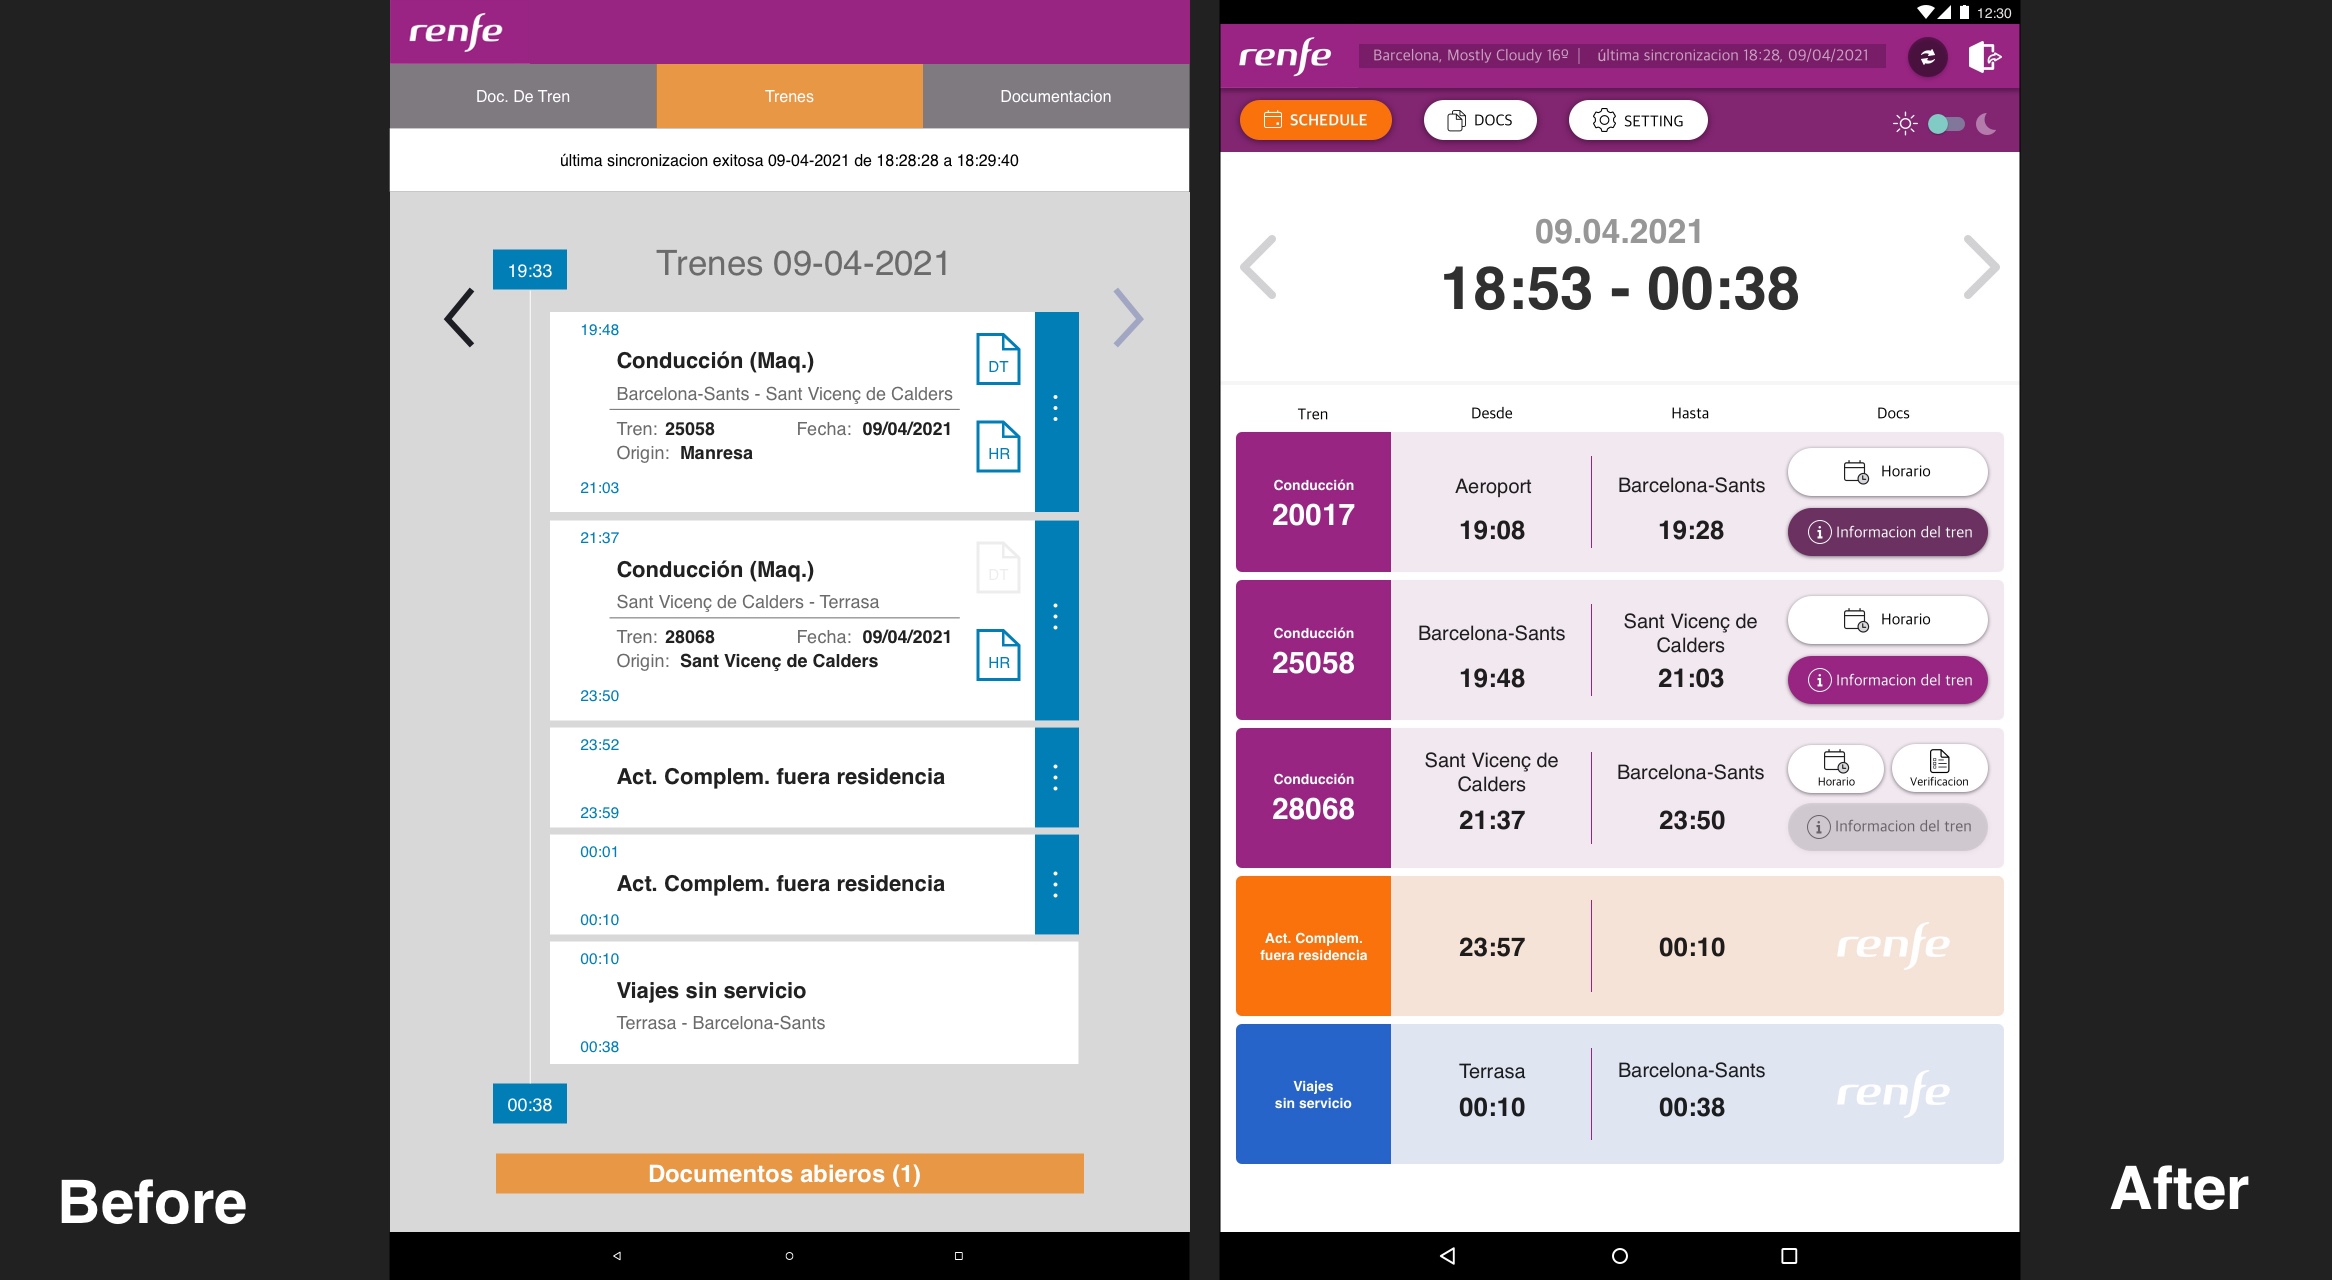 renfe
Doc. De Tren
Trenes
Documentacion
última sincronizacion exitosa 09-04-2021 de 18:28:28 a 18:29:40
19:33
Trenes 09-04-2021
19:48
Conducción (Maq.)
Barcelona-Sants - Sant Vicenç de Calders
DT
Tren: 25058 Fecha: 09/04/2021
Origin: Manresa
HR
21:03
21:37
Conducción (Maq.)
Sant Vicenç de Calders - Terrasa
DT
Tren: 28068 Fecha: 09/04/2021
Origin: Sant Vicenç de Calders
HR
23:50
23:52
Act. Complem. fuera residencia
23:59
00:01
Act. Complem. fuera residencia
00:10
00:10
Viajes sin servicio
Terrasa - Barcelona-Sants
00:38
00:38
Documentos abieros (1)
Before
12:30
renfe
Barcelona, Mostly Cloudy 16º | última sincronizacion 18:28, 09/04/2021
SCHEDULE
DOCS
SETTING
09.04.2021
18:53 - 00:38
Tren Desde Hasta Docs
Conducción
20017
Aeroport
19:08
Barcelona-Sants
19:28
Horario
Informacion del tren
Conducción
25058
Barcelona-Sants
19:48
Sant Vicenç de
Calders
21:03
Horario
Informacion del tren
Conducción
28068
Sant Vicenç de
Calders
21:37
Barcelona-Sants
23:50
Horario
Verificacion
Informacion del tren
Act. Complem.
fuera residencia
23:57
00:10
renfe
Viajes
sin servicio
Terrasa
00:10
Barcelona-Sants
00:38
renfe
After